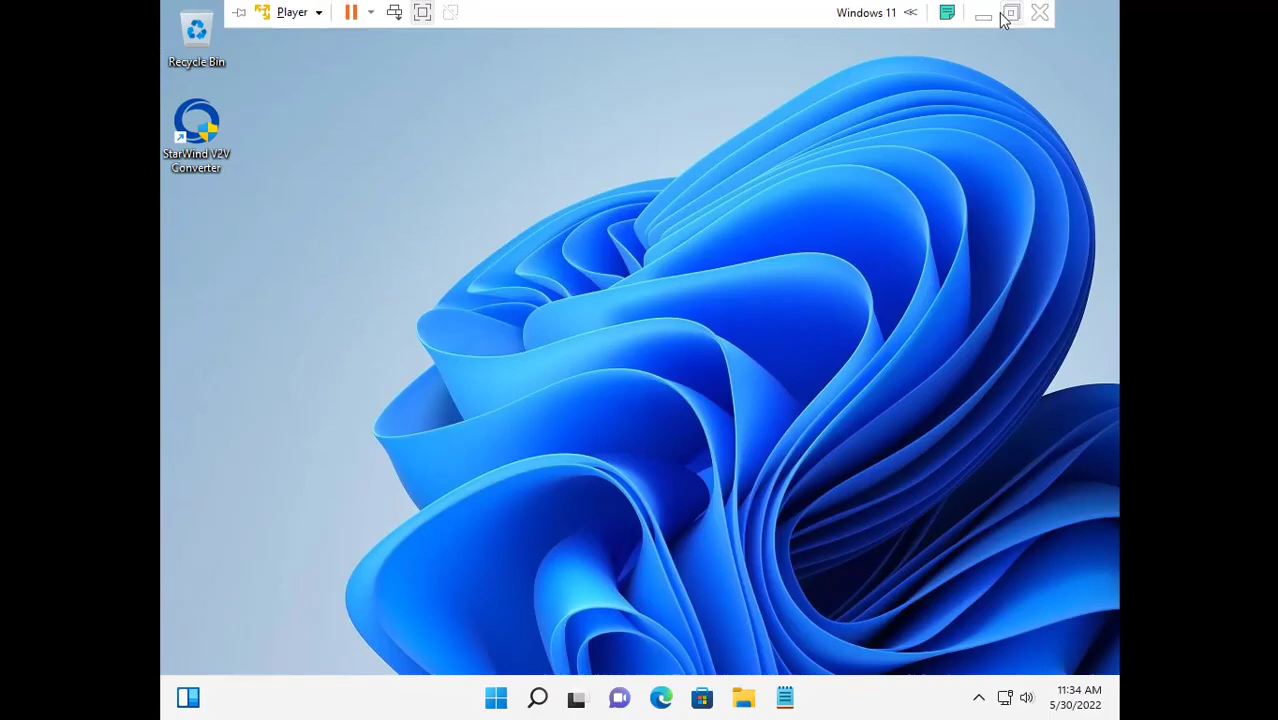 Player
Windows 11
Recycle Bin
StarWind V2V
Converter
11:34 AM
5/30/2022